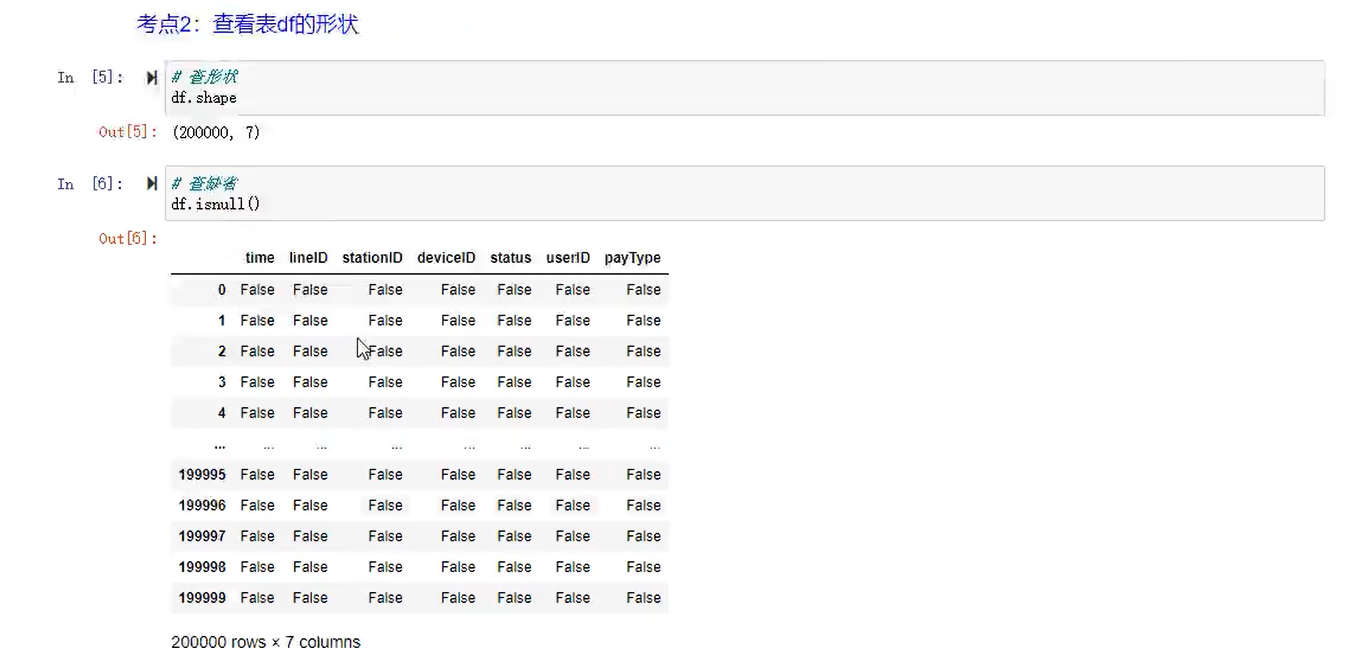 考点2：查看表df的形状
In [5]: # 查形状
df.shape
Out[5]: (200000, 7)
In [6]: # 查缺省
df.isnull()
Out[6]:
time lineID stationID deviceID status userID payType
0 False False False False False False False
1 False False False False False False False
2 False False False False False False False
3 False False False False False False False
4 False False False False False False False
... ... ... ... ... ... ... ...
199995 False False False False False False False
199996 False False False False False False False
199997 False False False False False False False
199998 False False False False False False False
199999 False False False False False False False
200000 rows × 7 columns